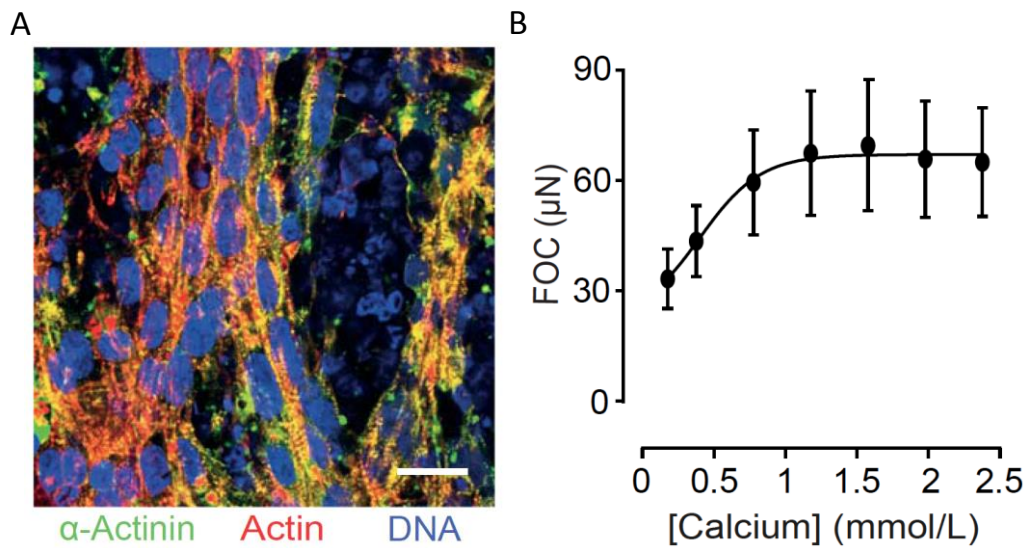 A
α-Actinin Actin DNA
B
90
60
30
0
FOC (μN)
0 0.5 1 1.5 2 2.5
[Calcium] (mmol/L)